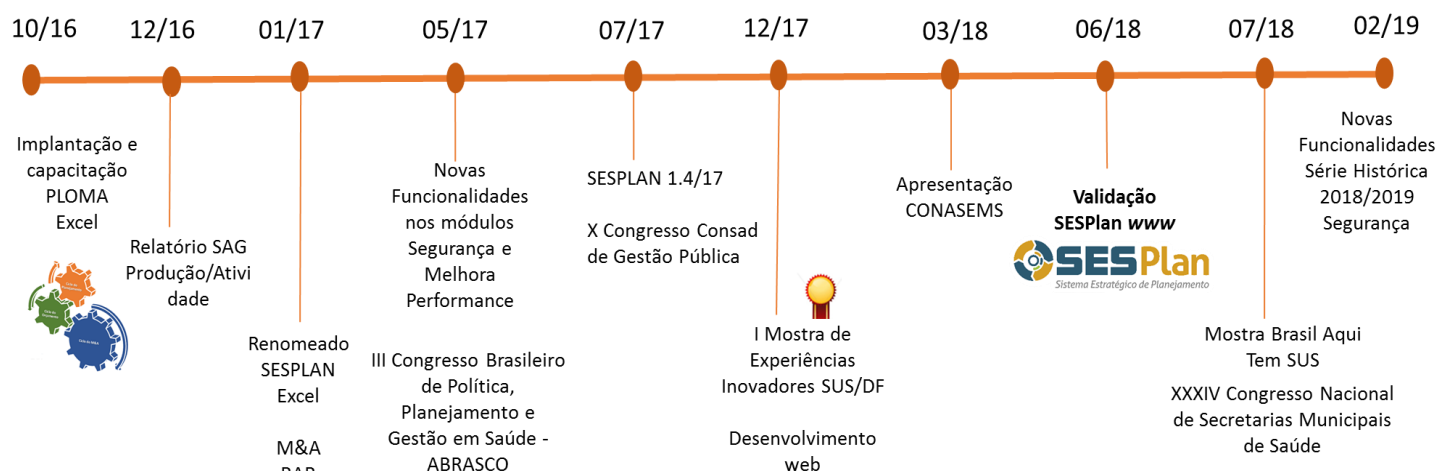 10/16
12/16
01/17
05/17
07/17
12/17
03/18
06/18
07/18
02/19
Implantação e
capacitação
PLOMA
Excel
Relatório SAG
Produção/Ativi
dade
Renomeado
SESPLAN
Excel
M&A
Novas
Funcionalidades
nos módulos
Segurança e
Melhora
Performance
III Congresso Brasileiro
de Política,
Planejamento e
Gestão em Saúde -
ABRASCO
SESPLAN 1.4/17
X Congresso Consad
de Gestão Pública
I Mostra de
Experiências
Inovadores SUS/DF
Desenvolvimento
web
Apresentação
CONASEMS
Validação
SESPlan www
SESPlan
Sistema Estratégico de Planejamento
Mostra Brasil Aqui
Tem SUS
XXXIV Congresso Nacional
de Secretarias Municipais
de Saúde
Novas
Funcionalidades
Série Histórica
2018/2019
Segurança